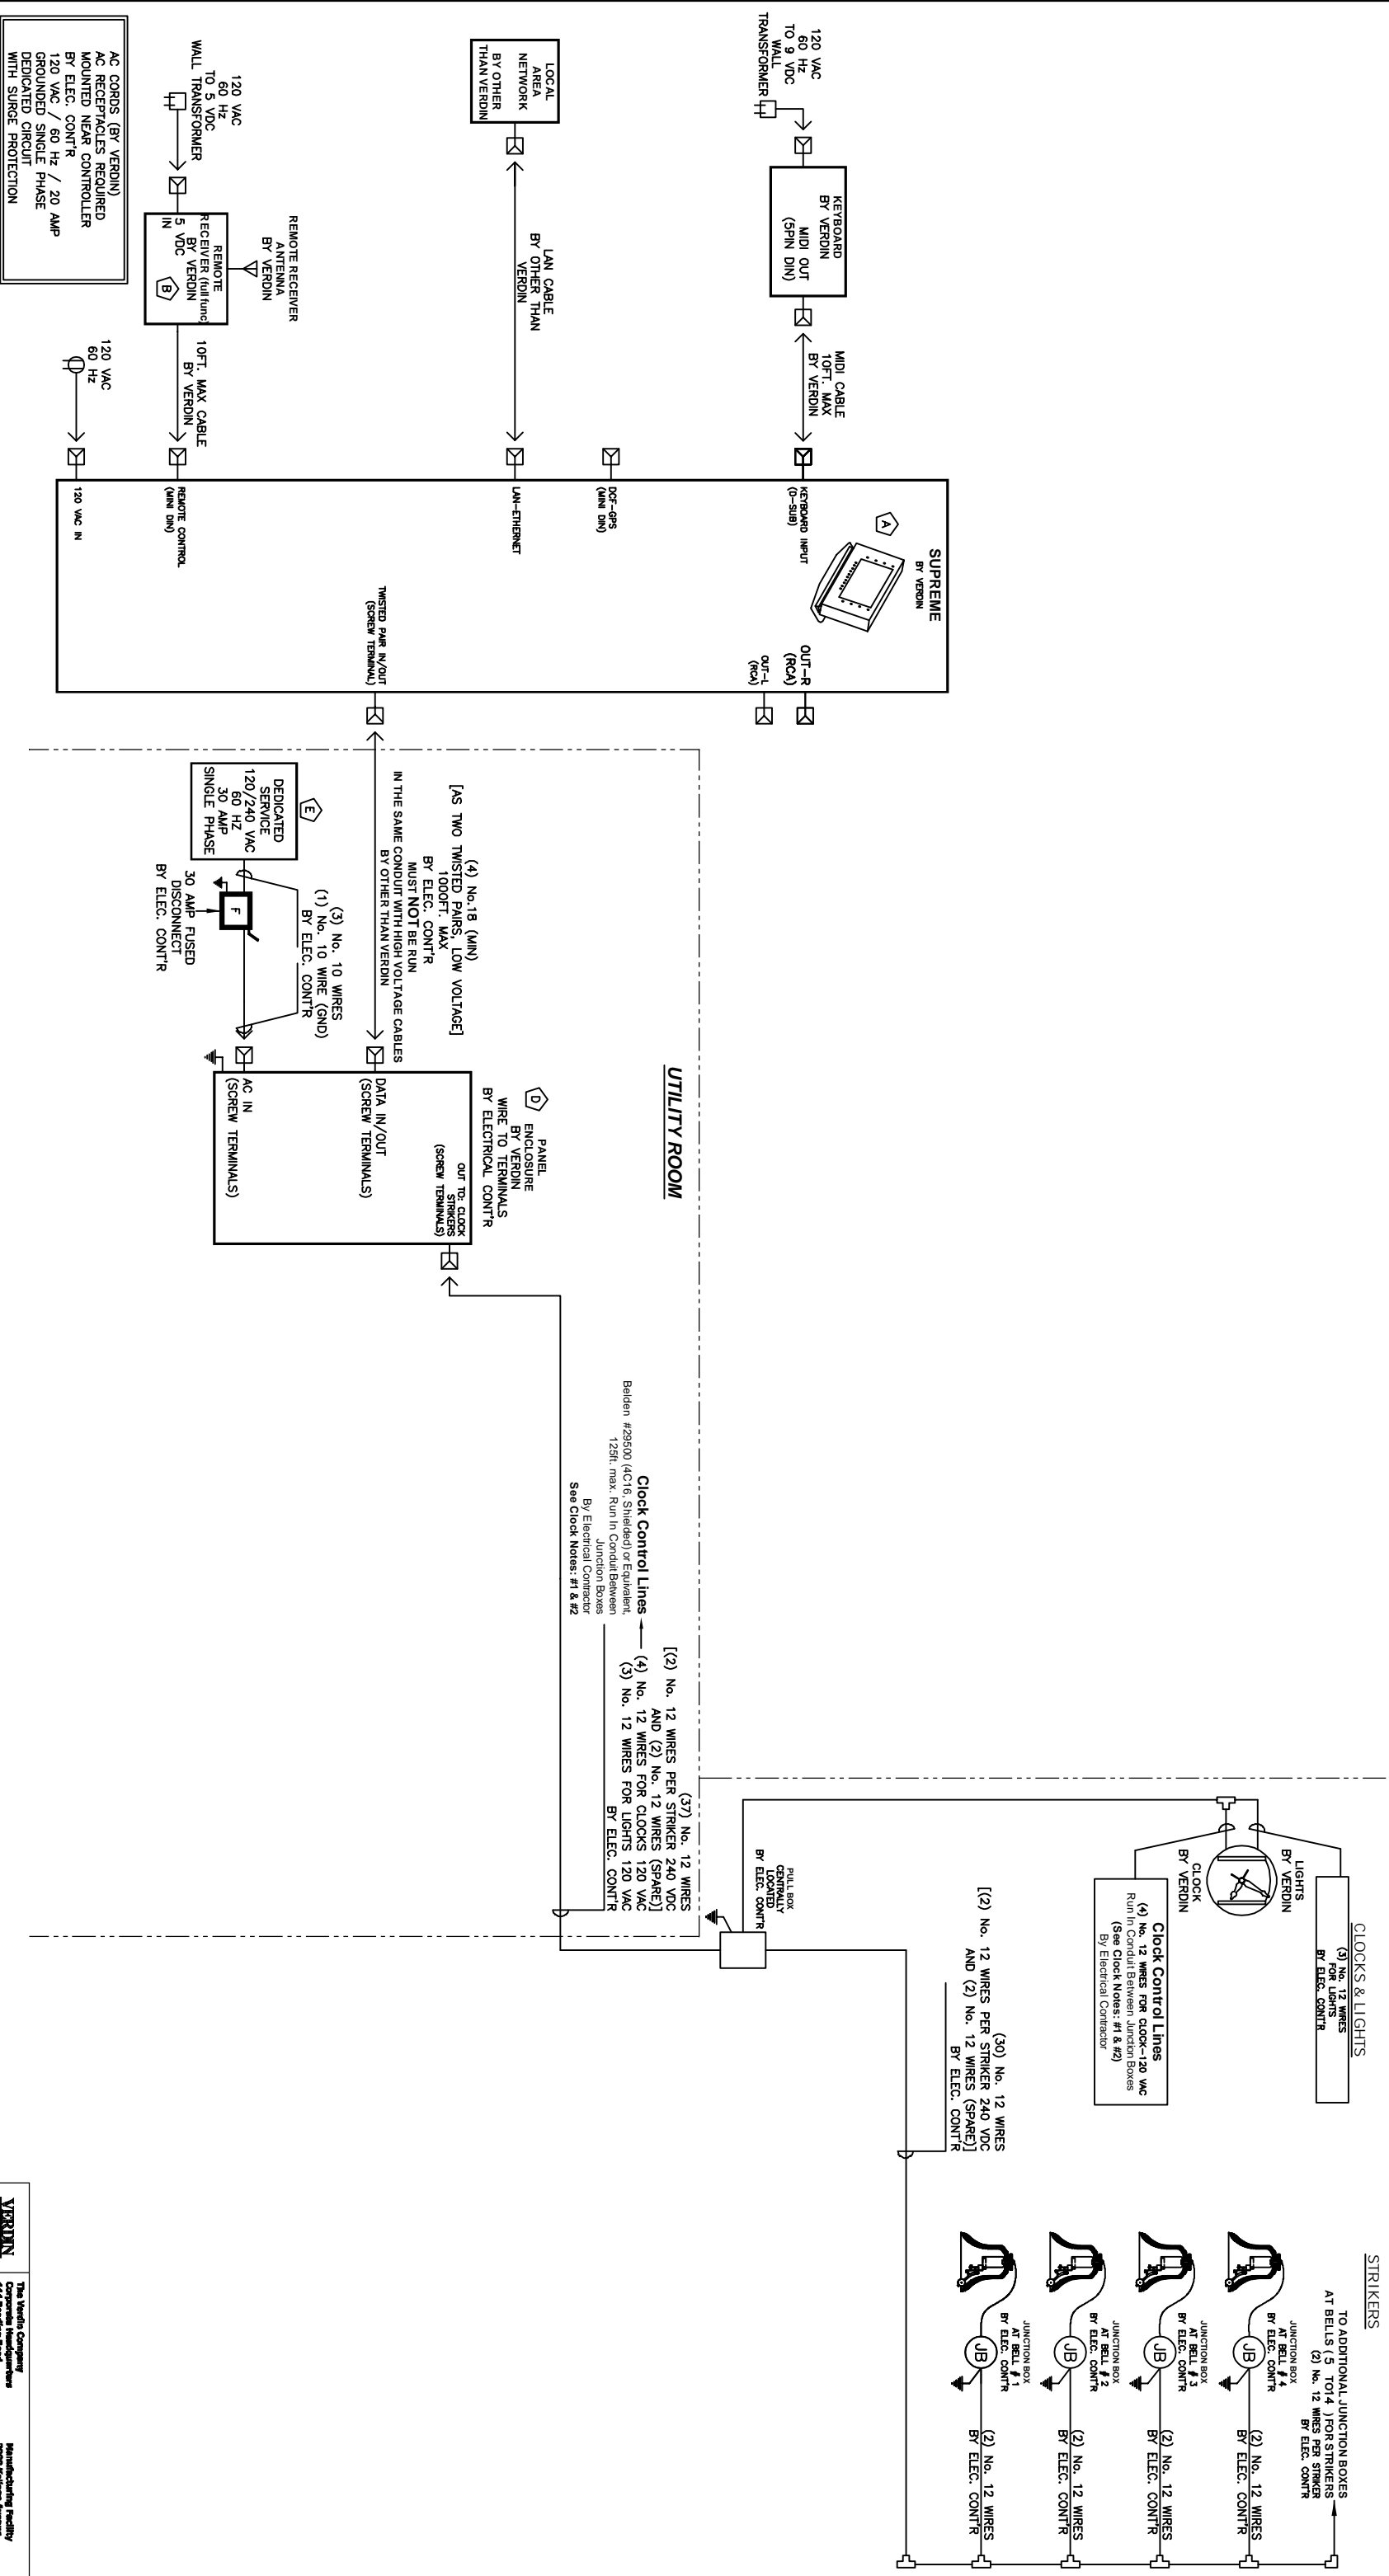 120 VAC
60 Hz
TO 9 VDC
WALL
TRANSFORMER
KEYBOARD
BY VERDIN
MIDI OUT
(5PIN DIN)
MIDI CABLE
10FT. MAX
BY VERDIN
LOCAL
AREA
NETWORK
BY OTHER
THAN VERDIN
LAN CABLE
BY OTHER THAN
VERDIN
120 VAC
60 Hz
TO 5 VDC
WALL TRANSFORMER
REMOTE RECEIVER
ANTENNA
BY VERDIN
REMOTE
RECEIVER (full func)
BY VERDIN
5 VDC
IN
B
10FT. MAX CABLE
BY VERDIN
120 VAC
60 Hz
AC CORDS (BY VERDIN)
AC RECEPTACLES REQUIRED
MOUNTED NEAR CONTROLLER
BY ELEC. CONT'R
120 VAC / 60 Hz / 20 AMP
GROUNDED SINGLE PHASE
DEDICATED CIRCUIT
WITH SURGE PROTECTION
SUPREME
BY VERDIN
A
KEYBOARD INPUT
(D-SUB)
DCF-GPS
(MINI DIN)
LAN-ETHERNET
REMOTE CONTROL
(MINI DIN)
120 VAC IN
OUT-R
(RCA)
OUT-L
(RCA)
TWISTED PAIR IN/OUT
(SCREW TERMINAL)
UTILITY ROOM
(4) No.18 (MIN)
[AS TWO TWISTED PAIRS, LOW VOLTAGE]
1000FT. MAX
BY ELEC. CONT'R
MUST NOT BE RUN
IN THE SAME CONDUIT WITH HIGH VOLTAGE CABLES
BY OTHER THAN VERDIN
E
DEDICATED
SERVICE
120/240 VAC
60 HZ
30 AMP
SINGLE PHASE
F
30 AMP FUSED
DISCONNECT
BY ELEC. CONT'R
(3) No. 10 WIRES
(1) No. 10 WIRE (GND)
BY ELEC. CONT'R
D
PANEL
ENCLOSURE
BY VERDIN
WIRE TO TERMINALS
BY ELECTRICAL CONT'R
OUT TO: CLOCK
STRIKERS
(SCREW TERMINALS)
DATA IN/OUT
(SCREW TERMINALS)
AC IN
(SCREW TERMINALS)
Clock Control Lines
Belden #29500 (4C16, Shielded) or Equivalent,
125ft. max. Run In Conduit Between
Junction Boxes
By Electrical Contractor
See Clock Notes: #1 & #2
(37) No. 12 WIRES
[(2) No. 12 WIRES PER STRIKER 240 VDC
AND (2) No. 12 WIRES (SPARE)]
(4) No. 12 WIRES FOR CLOCKS 120 VAC
(3) No. 12 WIRES FOR LIGHTS 120 VAC
BY ELEC. CONT'R
PULL BOX
CENTRALLY
LOCATED
BY ELEC. CONT'R
CLOCKS & LIGHTS
(3) No. 12 WIRES
FOR LIGHTS
BY ELEC. CONT'R
LIGHTS
BY VERDIN
CLOCK
BY VERDIN
Clock Control Lines
(4) No. 12 WIRES FOR CLOCK-120 VAC
Run In Conduit Between Junction Boxes
(See Clock Notes: #1 & #2)
By Electrical Contractor
(30) No. 12 WIRES
[(2) No. 12 WIRES PER STRIKER 240 VDC
AND (2) No. 12 WIRES (SPARE)]
BY ELEC. CONT'R
STRIKERS
TO ADDITIONAL JUNCTION BOXES
AT BELLS ( 5 TO14 ) FOR STRIKERS
(2) No. 12 WIRES PER STRIKER
BY ELEC. CONT'R
JUNCTION BOX
AT BELL # 4
BY ELEC. CONT'R
JB
(2) No. 12 WIRES
BY ELEC. CONT'R
JUNCTION BOX
AT BELL # 3
BY ELEC. CONT'R
JB
(2) No. 12 WIRES
BY ELEC. CONT'R
JUNCTION BOX
AT BELL # 2
BY ELEC. CONT'R
JB
(2) No. 12 WIRES
BY ELEC. CONT'R
JUNCTION BOX
AT BELL # 1
BY ELEC. CONT'R
JB
(2) No. 12 WIRES
BY ELEC. CONT'R
VERDIN
The Verdin Company
Corporate Headquarters
Manufacturing Facility